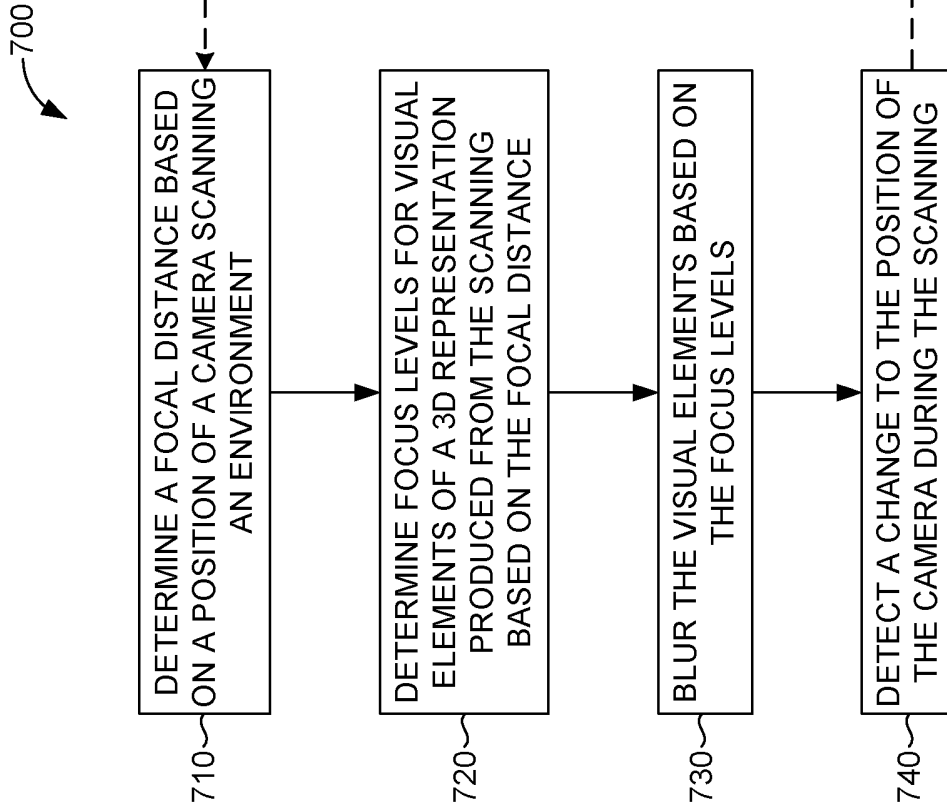 700
710
DETERMINE A FOCAL DISTANCE BASED
ON A POSITION OF A CAMERA SCANNING
AN ENVIRONMENT
720
DETERMINE FOCUS LEVELS FOR VISUAL
ELEMENTS OF A 3D REPRESENTATION
PRODUCED FROM THE SCANNING
BASED ON THE FOCAL DISTANCE
730
BLUR THE VISUAL ELEMENTS BASED ON
THE FOCUS LEVELS
740
DETECT A CHANGE TO THE POSITION OF
THE CAMERA DURING THE SCANNING